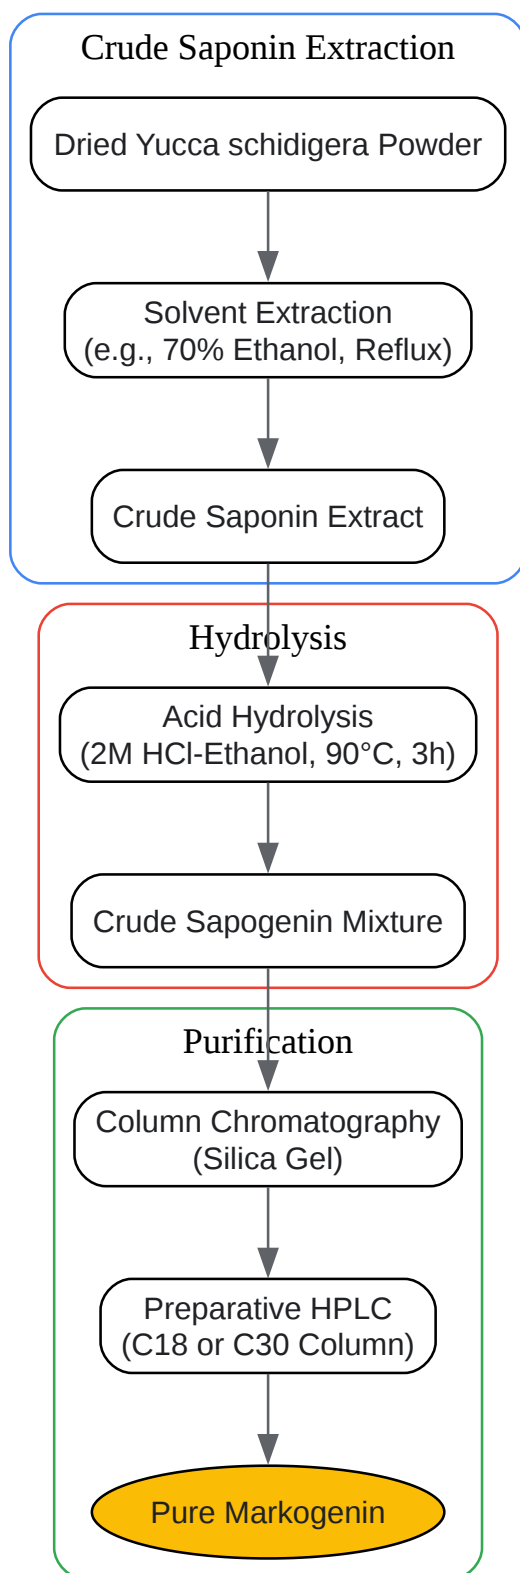 Crude Saponin Extraction
Dried Yucca schidigera Powder
Solvent Extraction
(e.g., 70% Ethanol, Reflux)
Crude Saponin Extract
Hydrolysis
Acid Hydrolysis
(2M HCl-Ethanol, 90°C, 3h)
Crude Sapogenin Mixture
Purification
Column Chromatography
(Silica Gel)
Preparative HPLC
(C18 or C30 Column)
Pure Markogenin